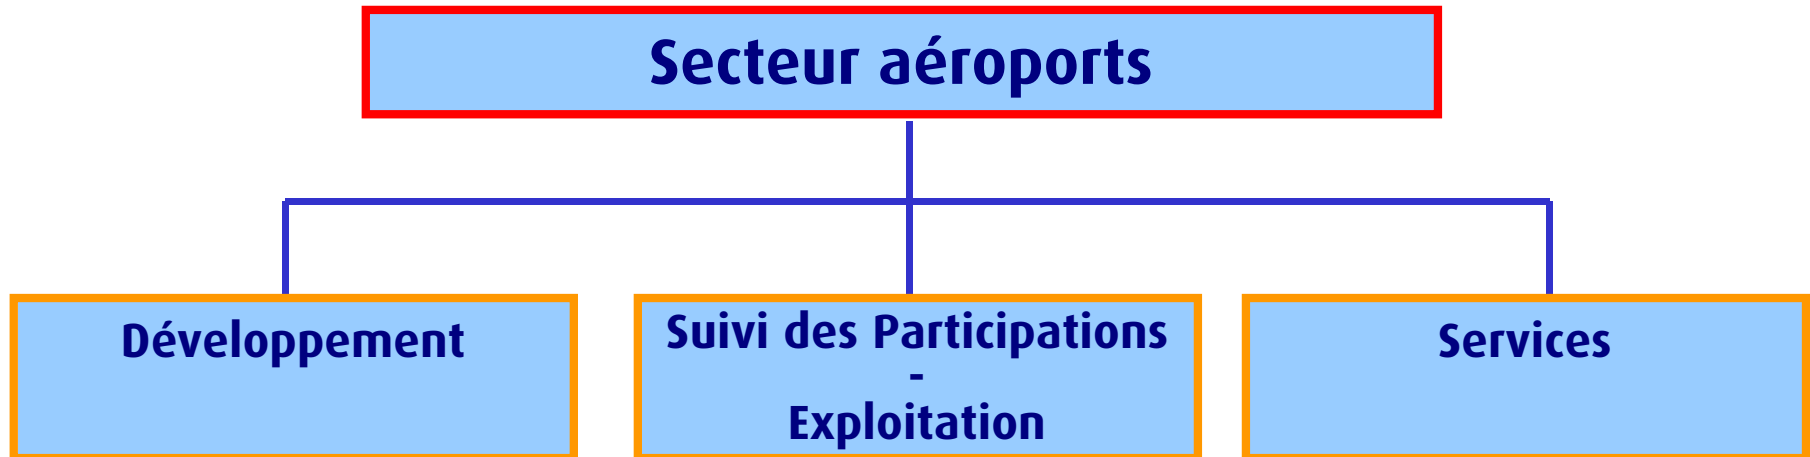 Secteur aéroports
Développement
Suivi des Participations
-
Exploitation
Services